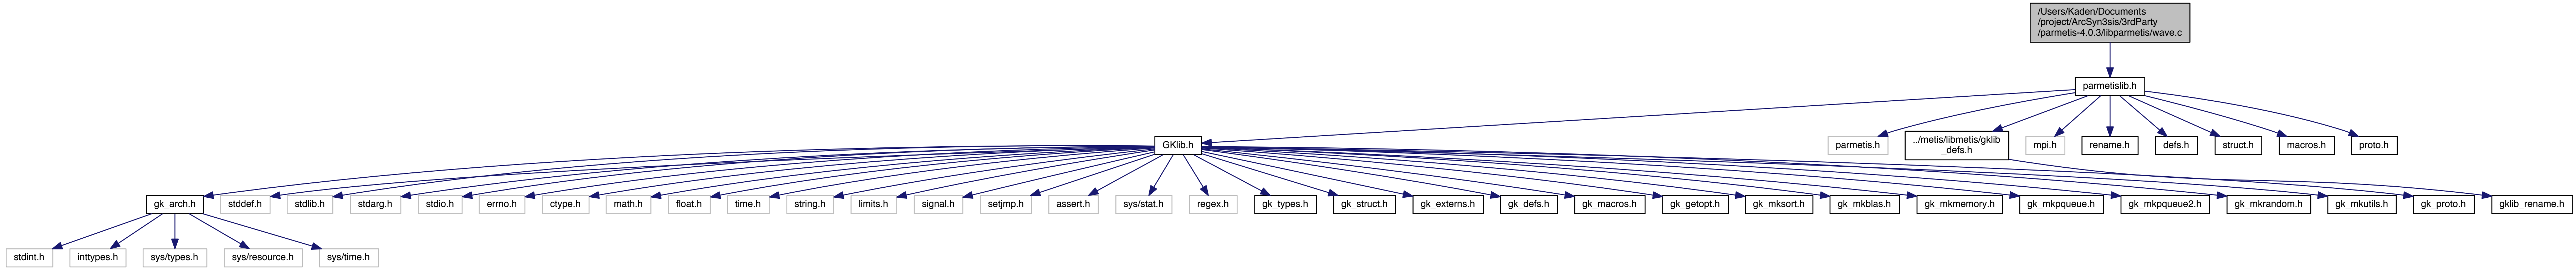 /Users/Kaden/Documents
/project/ArcSyn3sis/3rdParty
/parmetis-4.0.3/libparmetis/wave.c
parmetislib.h
GKlib.h
parmetis.h
../metis/libmetis/gklib
_defs.h
mpi.h
rename.h
defs.h
struct.h
macros.h
proto.h
gk_arch.h
stddef.h
stdlib.h
stdarg.h
stdio.h
errno.h
ctype.h
math.h
float.h
time.h
string.h
limits.h
signal.h
setjmp.h
assert.h
sys/stat.h
regex.h
gk_types.h
gk_struct.h
gk_externs.h
gk_defs.h
gk_macros.h
gk_getopt.h
gk_mksort.h
gk_mkblas.h
gk_mkmemory.h
gk_mkpqueue.h
gk_mkpqueue2.h
gk_mkrandom.h
gk_mkutils.h
gk_proto.h
gklib_rename.h
stdint.h
inttypes.h
sys/types.h
sys/resource.h
sys/time.h